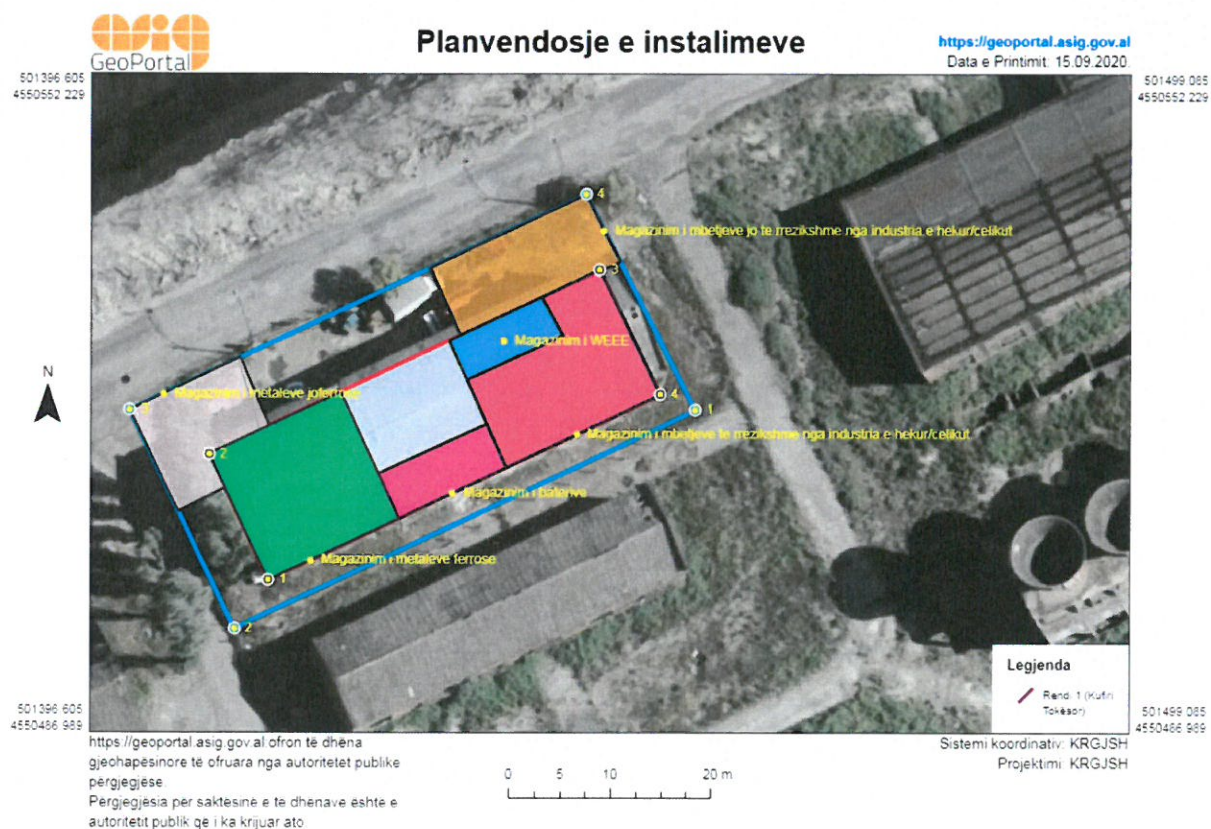 asig
GeoPortal
Planvendosje e instalimeve
https://geoportal.asig.gov.al
Data e Printimit: 15.09.2020.
501396 605
4550552 229
501499 085
4550552 229
4
Magazinim i mbetjeve jo te rrezikshme nga industria e hekur/celikut
3
Magazinim i WEEE
N
Magazinim i metaleve joferrose
3
4
1
Magazinim i mbetjeve te rrezikshme nga industria e hekur/celikut
2
Magazinim i baterive
Magazinim i metaleve ferrose
1
2
Legjenda
Rend. 1 (Kufiri
Tokësor)
501396 605
4550486 989
501499 085
4550486 989
https://geoportal.asig.gov.al ofron të dhëna
gjeohapësinore të ofruara nga autoritetet publike
përgjegjëse.
Përgjegjësia për saktësinë e të dhënave është e
autoritetit publik që i ka krijuar ato.
0 5 10 20 m
Sistemi koordinativ: KRGJSH
Projektimi: KRGJSH